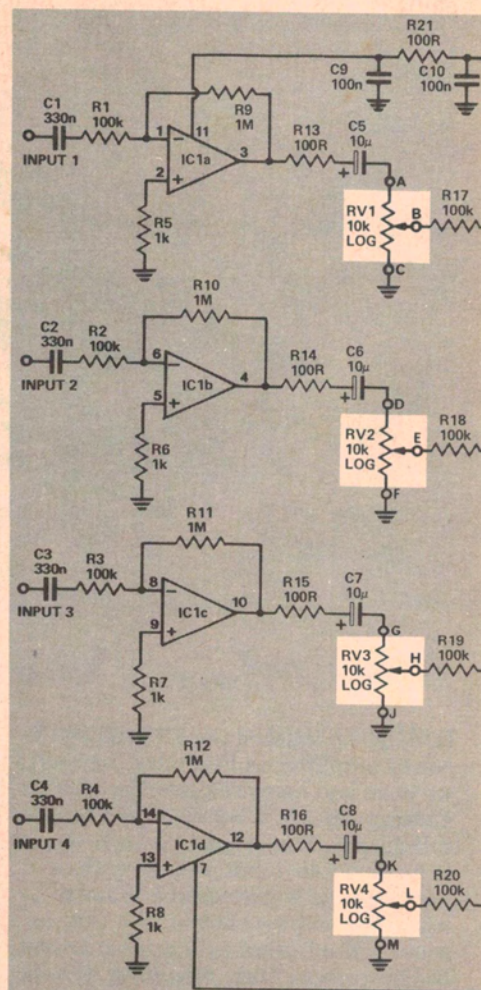 R21
100R
C9
100n
C10
100n
C1
330n
R1
100k
R9
1M
INPUT 1
1
11
2
3
IC1a
R13
100R
C5
10µ
R5
1k
A
RV1
10k
LOG
B
R17
100k
C
R10
1M
C2
330n
R2
100k
INPUT 2
6
5
4
IC1b
R14
100R
C6
10µ
R6
1k
D
RV2
10k
LOG
E
R18
100k
F
R11
1M
C3
330n
R3
100k
INPUT 3
8
9
10
IC1c
R15
100R
C7
10µ
R7
1k
G
RV3
10k
LOG
H
R19
100k
J
R12
1M
C4
330n
R4
100k
INPUT 4
14
13
12
7
IC1d
R16
100R
C8
10µ
R8
1k
K
RV4
10k
LOG
L
R20
100k
M